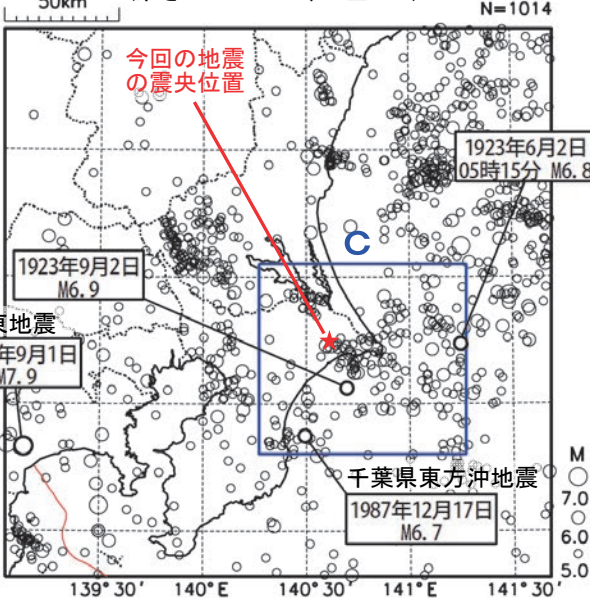 50km
N=1014
今回の地震
の震央位置
1923年6月2日
05時15分 M6.8
C
1923年9月2日
M6.9
東地震
年9月1日
M7.9
千葉県東方沖地震
1987年12月17日
M6.7
M
7.0
6.0
5.0
139°30′ 140°E 140°30′ 141°E 141°30′